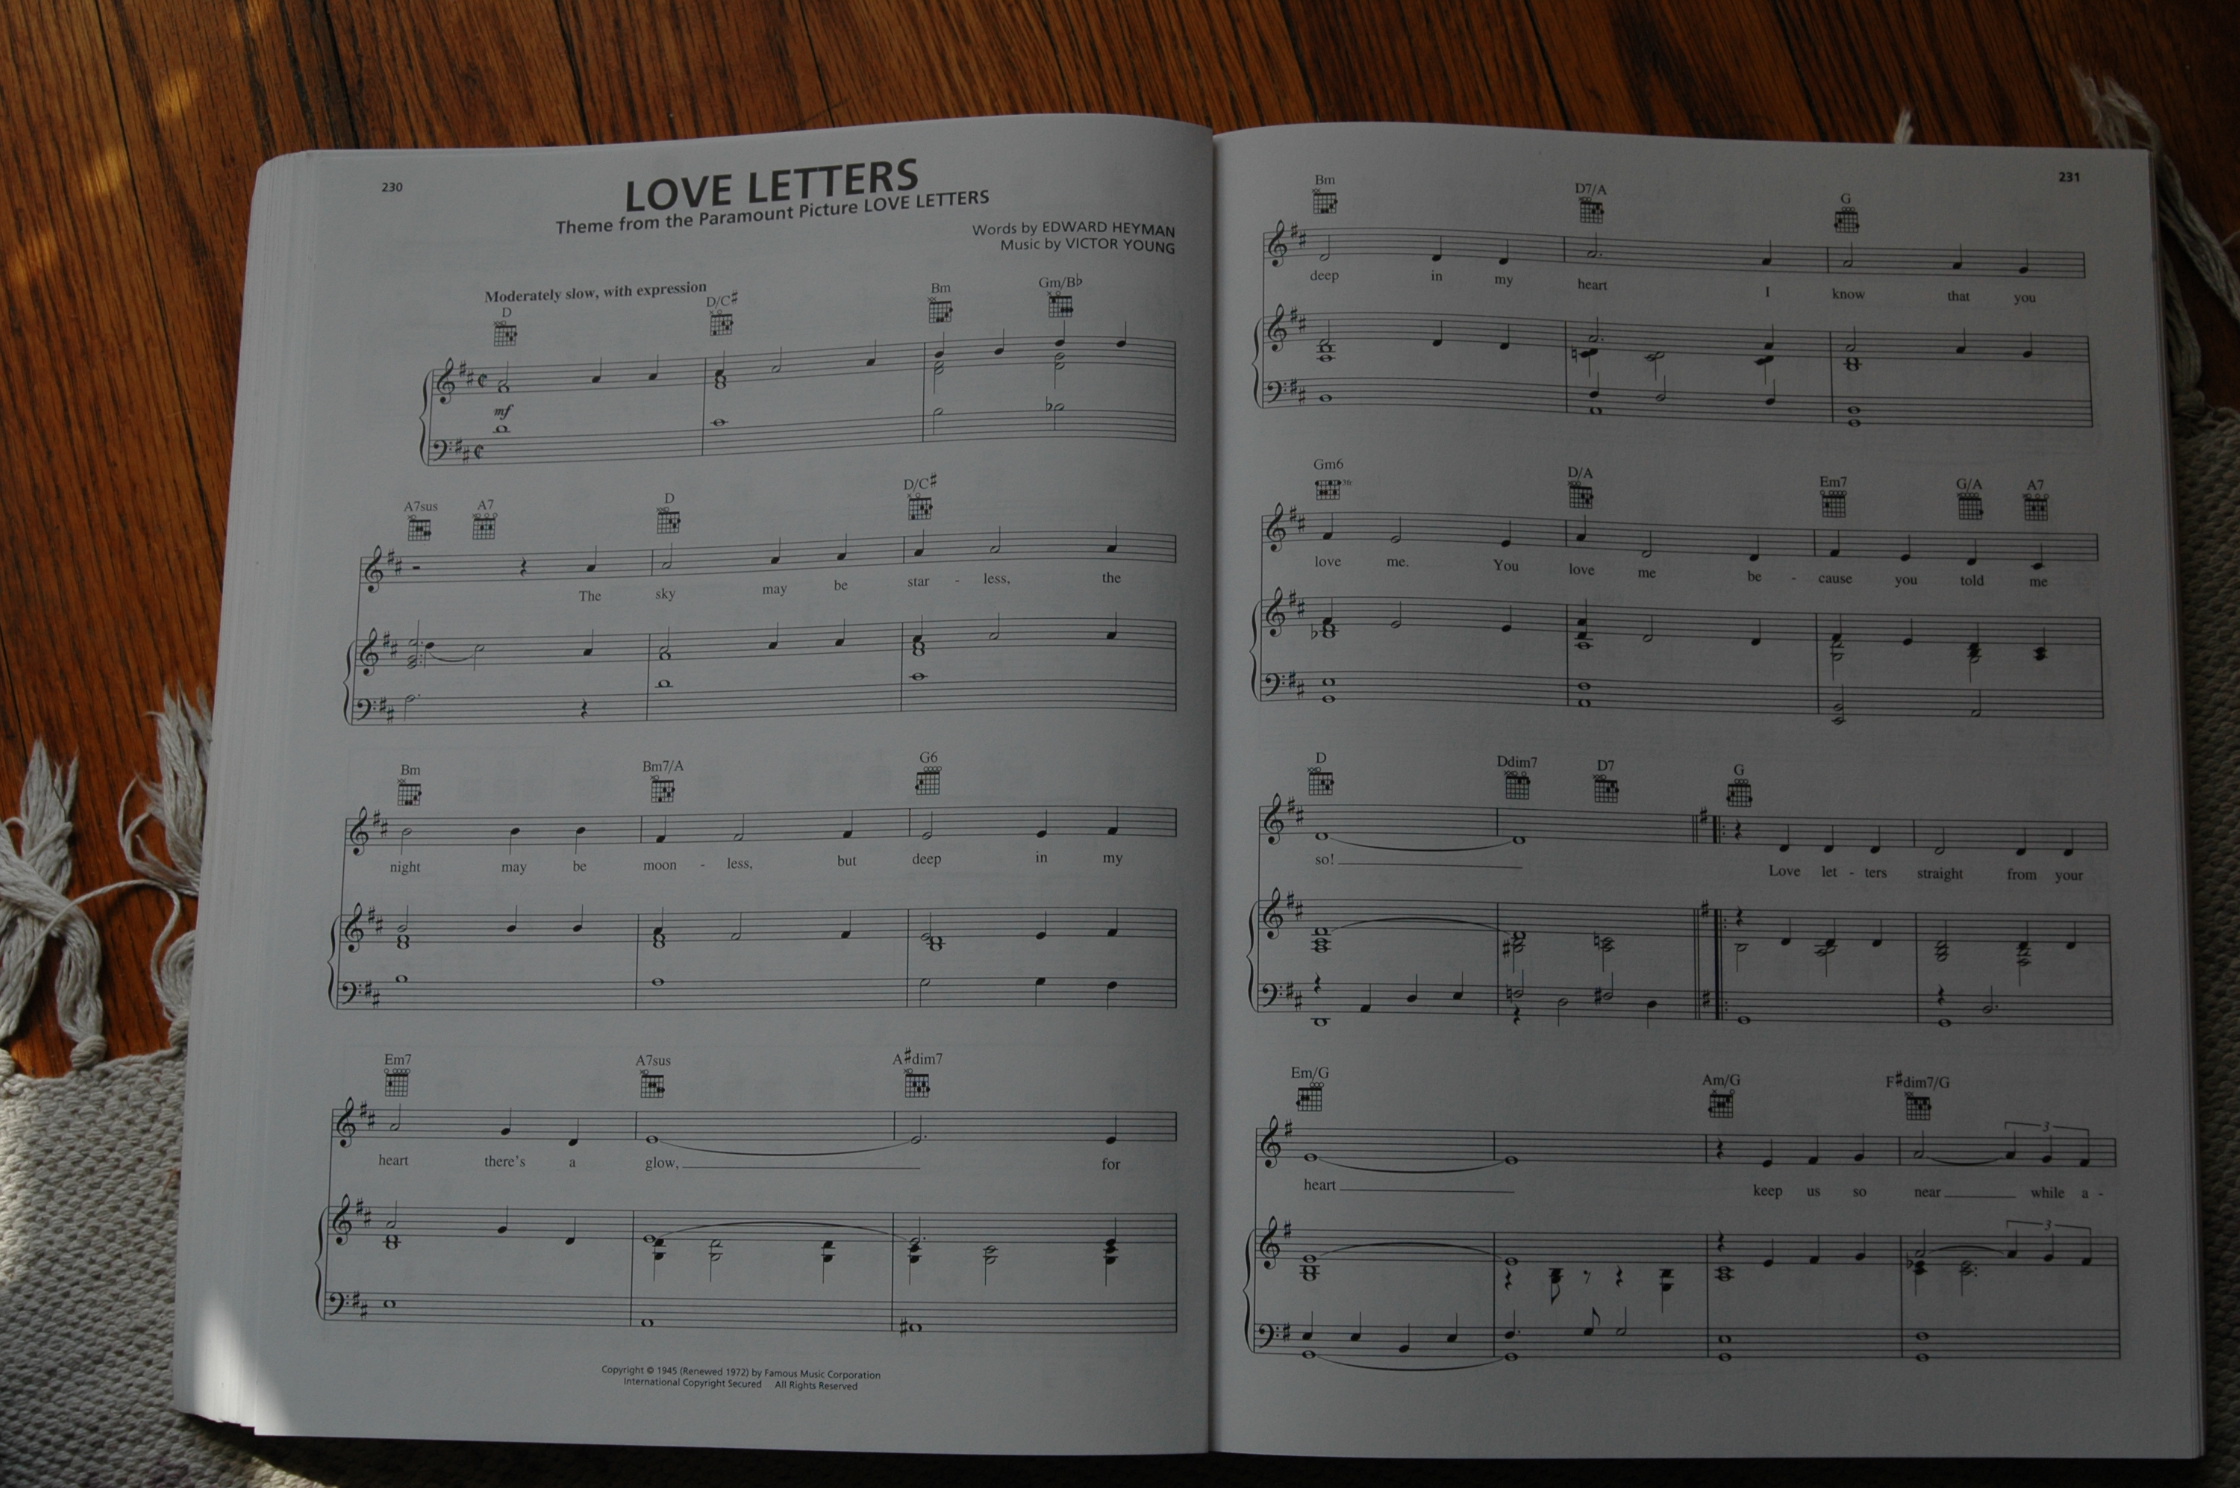 230
LOVE LETTERS
Theme from the Paramount Picture LOVE LETTERS
Words by EDWARD HEYMAN
Music by VICTOR YOUNG
Moderately slow, with expression
D D/C♯ Bm Gm/B♭
mf
A7sus A7 D D/C♯
The sky may be star - less, the
Bm Bm7/A G6
night may be moon - less, but deep in my
Em7 A7sus A♯dim7
heart there's a glow, for
Copyright © 1945 (Renewed 1972) by Famous Music Corporation
International Copyright Secured All Rights Reserved
231
Bm D7/A G
deep in my heart I know that you
Gm6 D/A Em7 G/A A7
love me. You love me be - cause you told me
D Ddim7 D7 G
so! Love let - ters straight from your
Em/G Am/G F♯dim7/G
3
heart keep us so near while a -
3